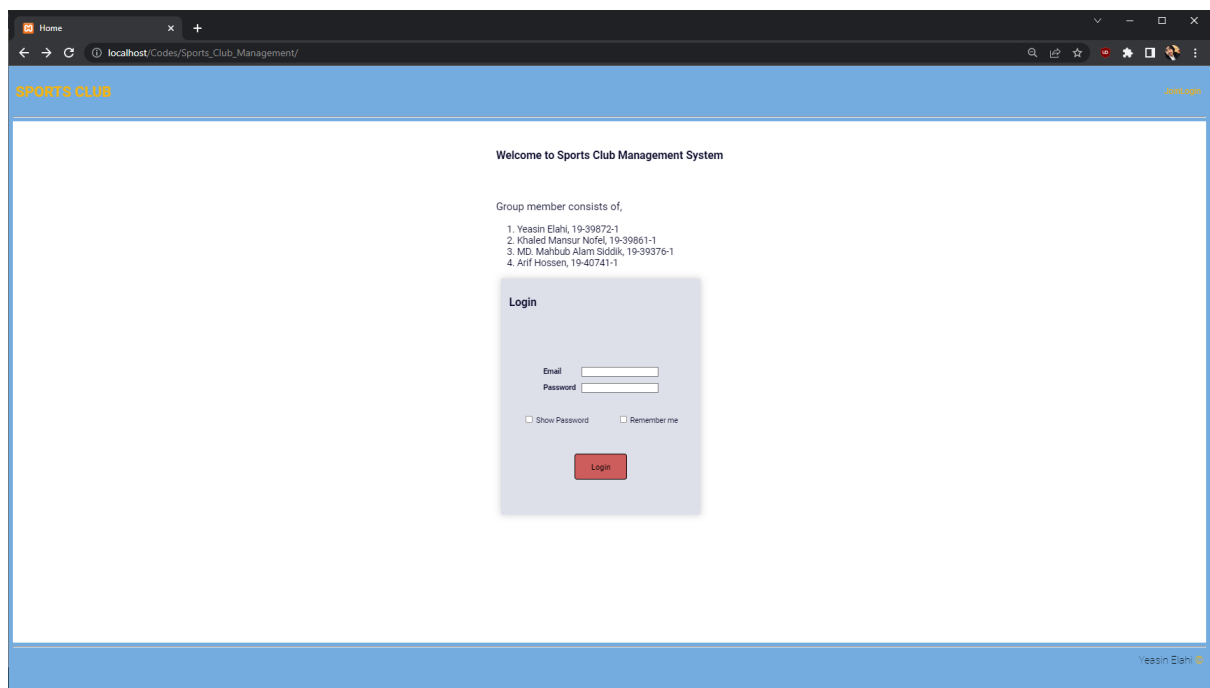 Home
localhost/Codes/Sports_Club_Management/
SPORTS CLUB
Join Login
Welcome to Sports Club Management System
Group member consists of,
1. Yeasin Elahi, 19-39872-1
2. Khaled Mansur Nofel, 19-39861-1
3. MD. Mahbub Alam Siddik, 19-39376-1
4. Arif Hossen, 19-40741-1
Login
Email
Password
Show Password Remember me
Login
Yeasin Elahi